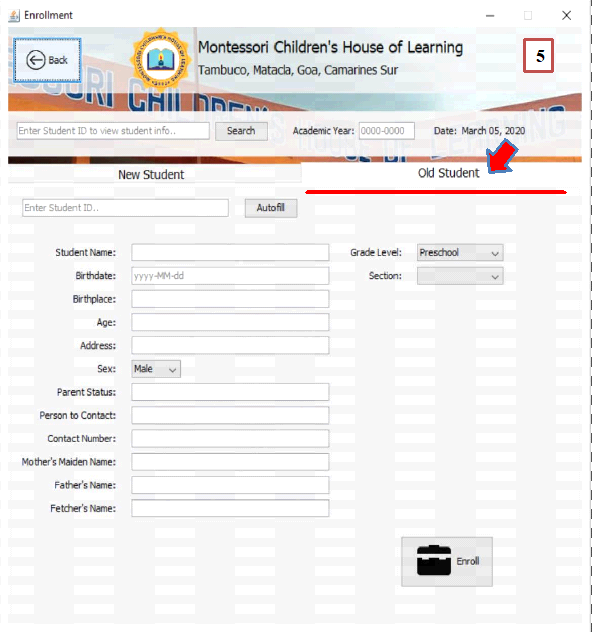 Enrollment
Back
Montessori Children's House of Learning
5
Tambuco, Matacla, Goa, Camarines Sur
Enter Student ID to view student info..
Search
Academic Year: 0000-0000
Date: March 05, 2020
New Student
Old Student
Enter Student ID..
Autofill
Student Name:
Grade Level: Preschool
Birthdate: yyyy-MM-dd
Section:
Birthplace:
Age:
Address:
Sex: Male
Parent Status:
Person to Contact:
Contact Number:
Mother's Maiden Name:
Father's Name:
Fetcher's Name:
Enroll